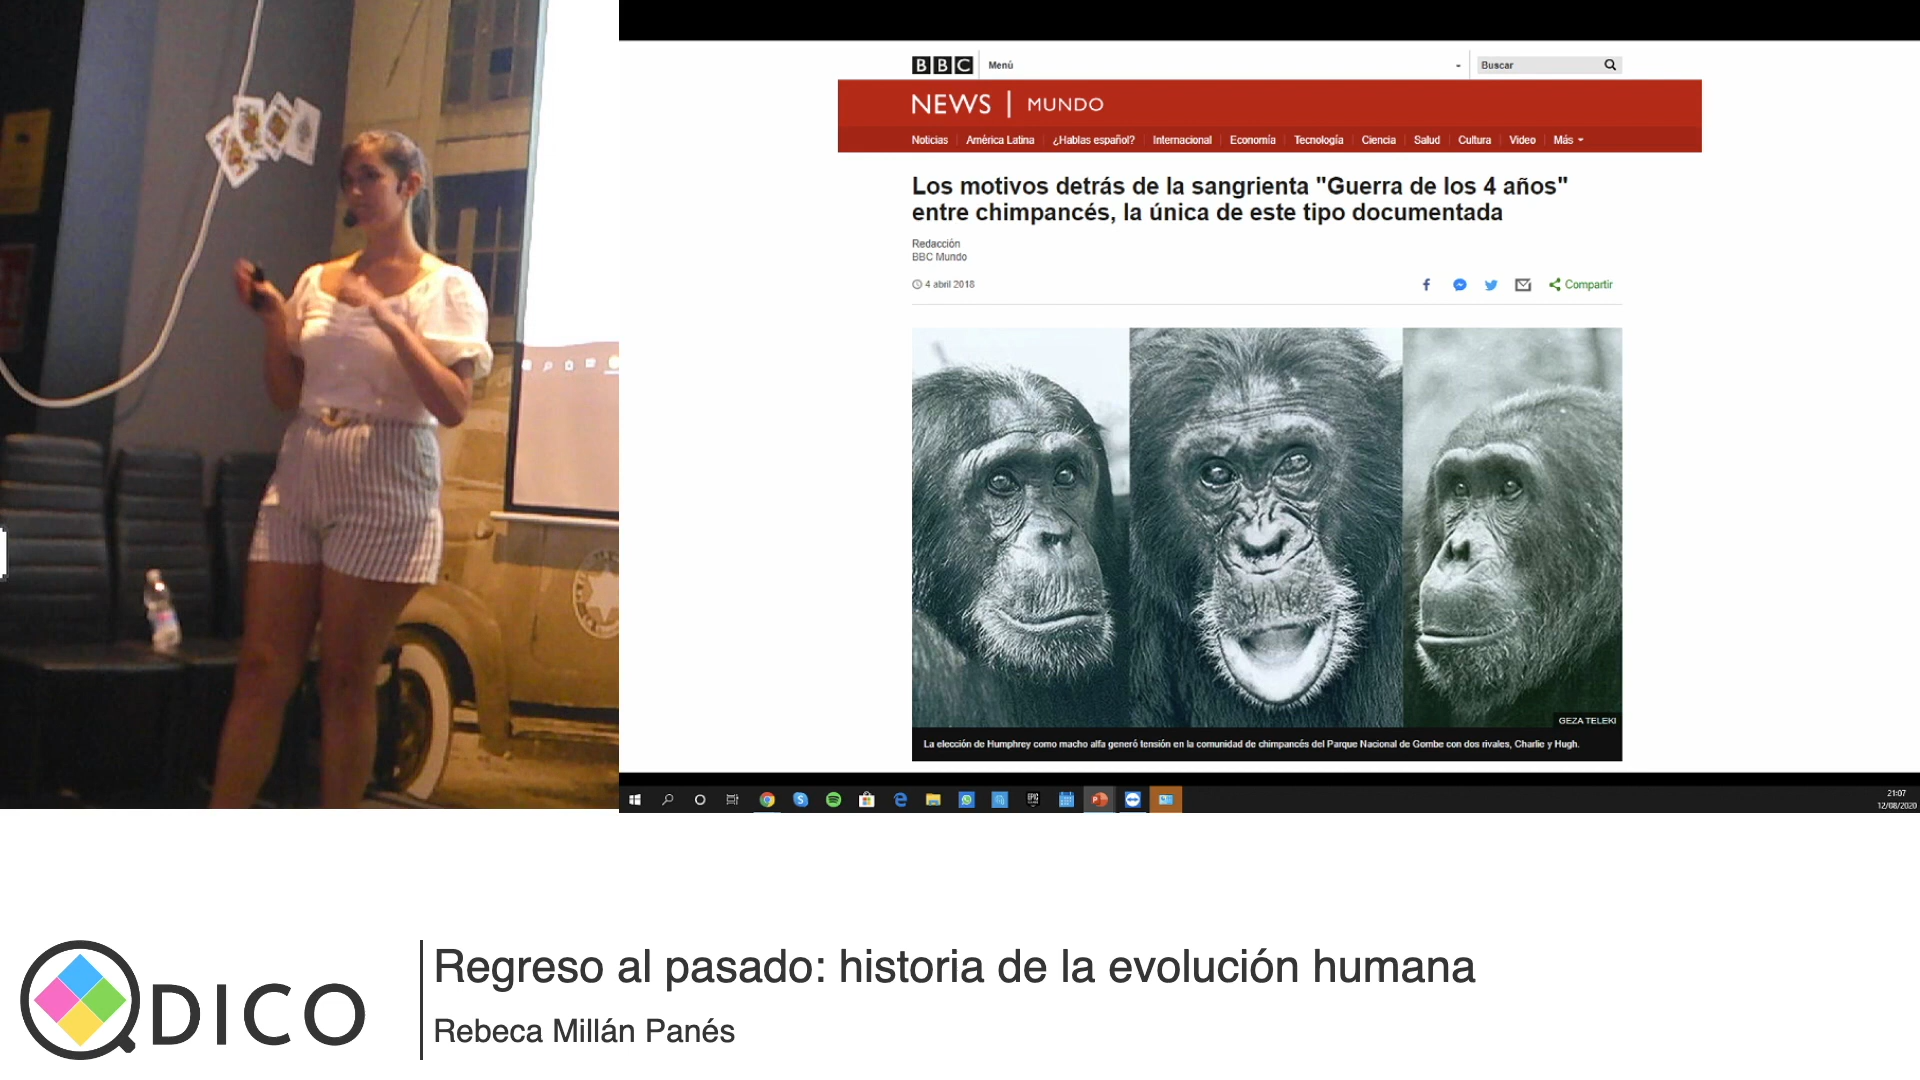 BBC
Menú
Buscar
NEWS | MUNDO
Noticias
América Latina
¿Hablas español?
Internacional
Economía
Tecnología
Ciencia
Salud
Cultura
Video
Más
Los motivos detrás de la sangrienta "Guerra de los 4 años"
entre chimpancés, la única de este tipo documentada
Redacción
BBC Mundo
4 abril 2018
Compartir
GEZA TELEKI
La elección de Humphrey como macho alfa generó tensión en la comunidad de chimpancés del Parque Nacional de Gombe con dos rivales, Charlie y Hugh.
21:07
12/08/2020
QDICO
Regreso al pasado: historia de la evolución humana
Rebeca Millán Panés